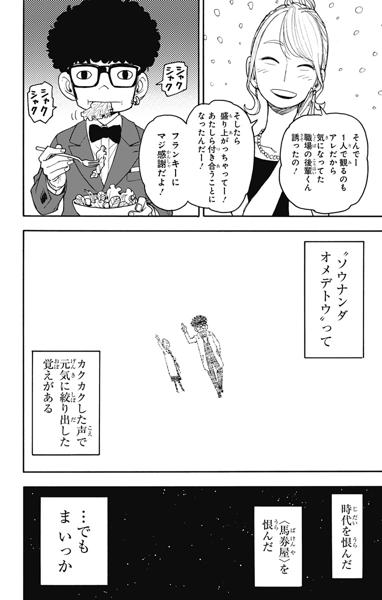 そんで
1人で観るのも
アレだから
気になってた
職場の後輩くん
誘ったの
そしたら
盛り上がっちゃってー!
あたしら付き合うことに
なったんだー!
フランキーに
マジ感謝だよ!
シャク
シャク
シャク
シャク
〝ソウナンダ
オメデトウ〟って
カクカクした声で
元気に絞り出した
覚えがある
時代を恨んだ
〈馬券屋〉を
恨んだ
…でも
まいっか